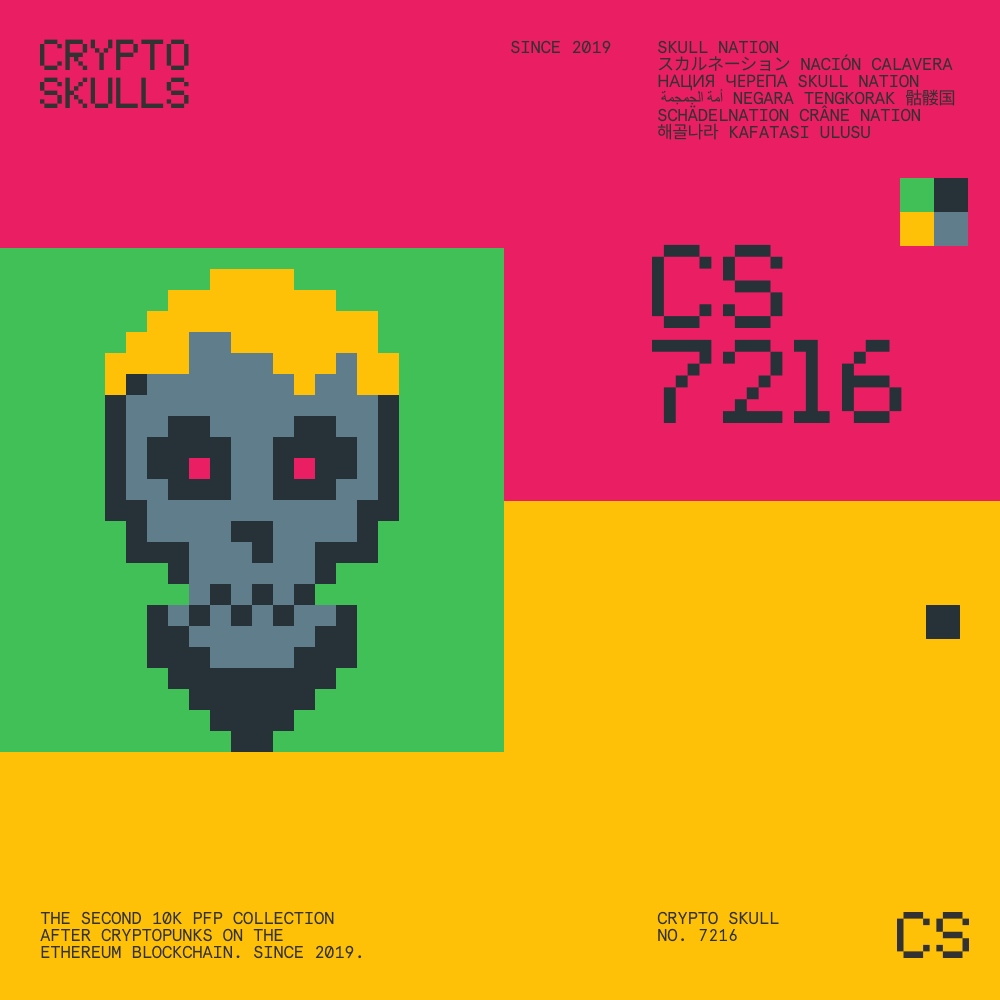 CRYPTO
SKULLS
SINCE 2019
SKULL NATION
スカルネーション NACIÓN CALAVERA
НАЦИЯ ЧЕРЕПА SKULL NATION
أمة الجمجمة NEGARA TENGKORAK 骷髅国
SCHÄDELNATION CRÂNE NATION
해골나라 KAFATASI ULUSU
CS
7216
THE SECOND 10K PFP COLLECTION
AFTER CRYPTOPUNKS ON THE
ETHEREUM BLOCKCHAIN. SINCE 2019.
CRYPTO SKULL
NO. 7216
CS